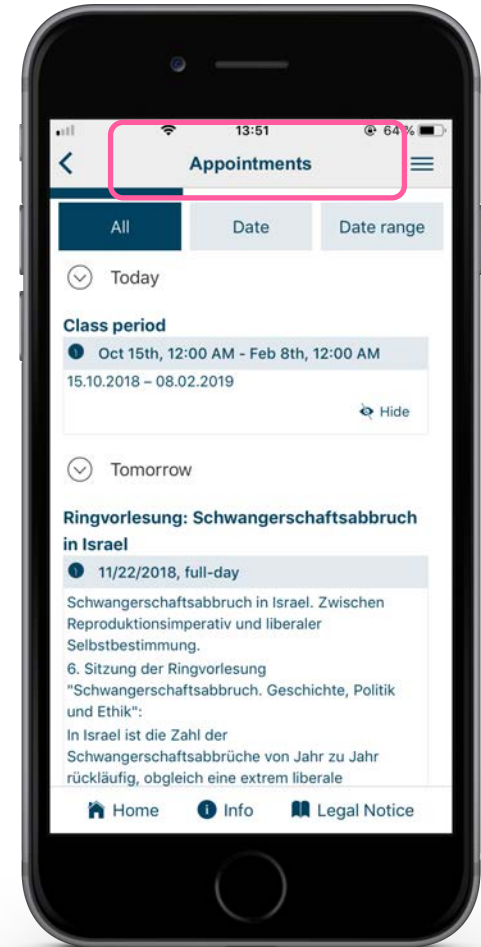 13:51 64 %
Appointments
All Date Date range
Today
Class period
Oct 15th, 12:00 AM - Feb 8th, 12:00 AM
15.10.2018 – 08.02.2019
Hide
Tomorrow
Ringvorlesung: Schwangerschaftsabbruch
in Israel
11/22/2018, full-day
Schwangerschaftsabbruch in Israel. Zwischen
Reproduktionsimperativ und liberaler
Selbstbestimmung.
6. Sitzung der Ringvorlesung
"Schwangerschaftsabbruch. Geschichte, Politik
und Ethik":
In Israel ist die Zahl der
Schwangerschaftsabbrüche von Jahr zu Jahr
rückläufig, obgleich eine extrem liberale
Home Info Legal Notice